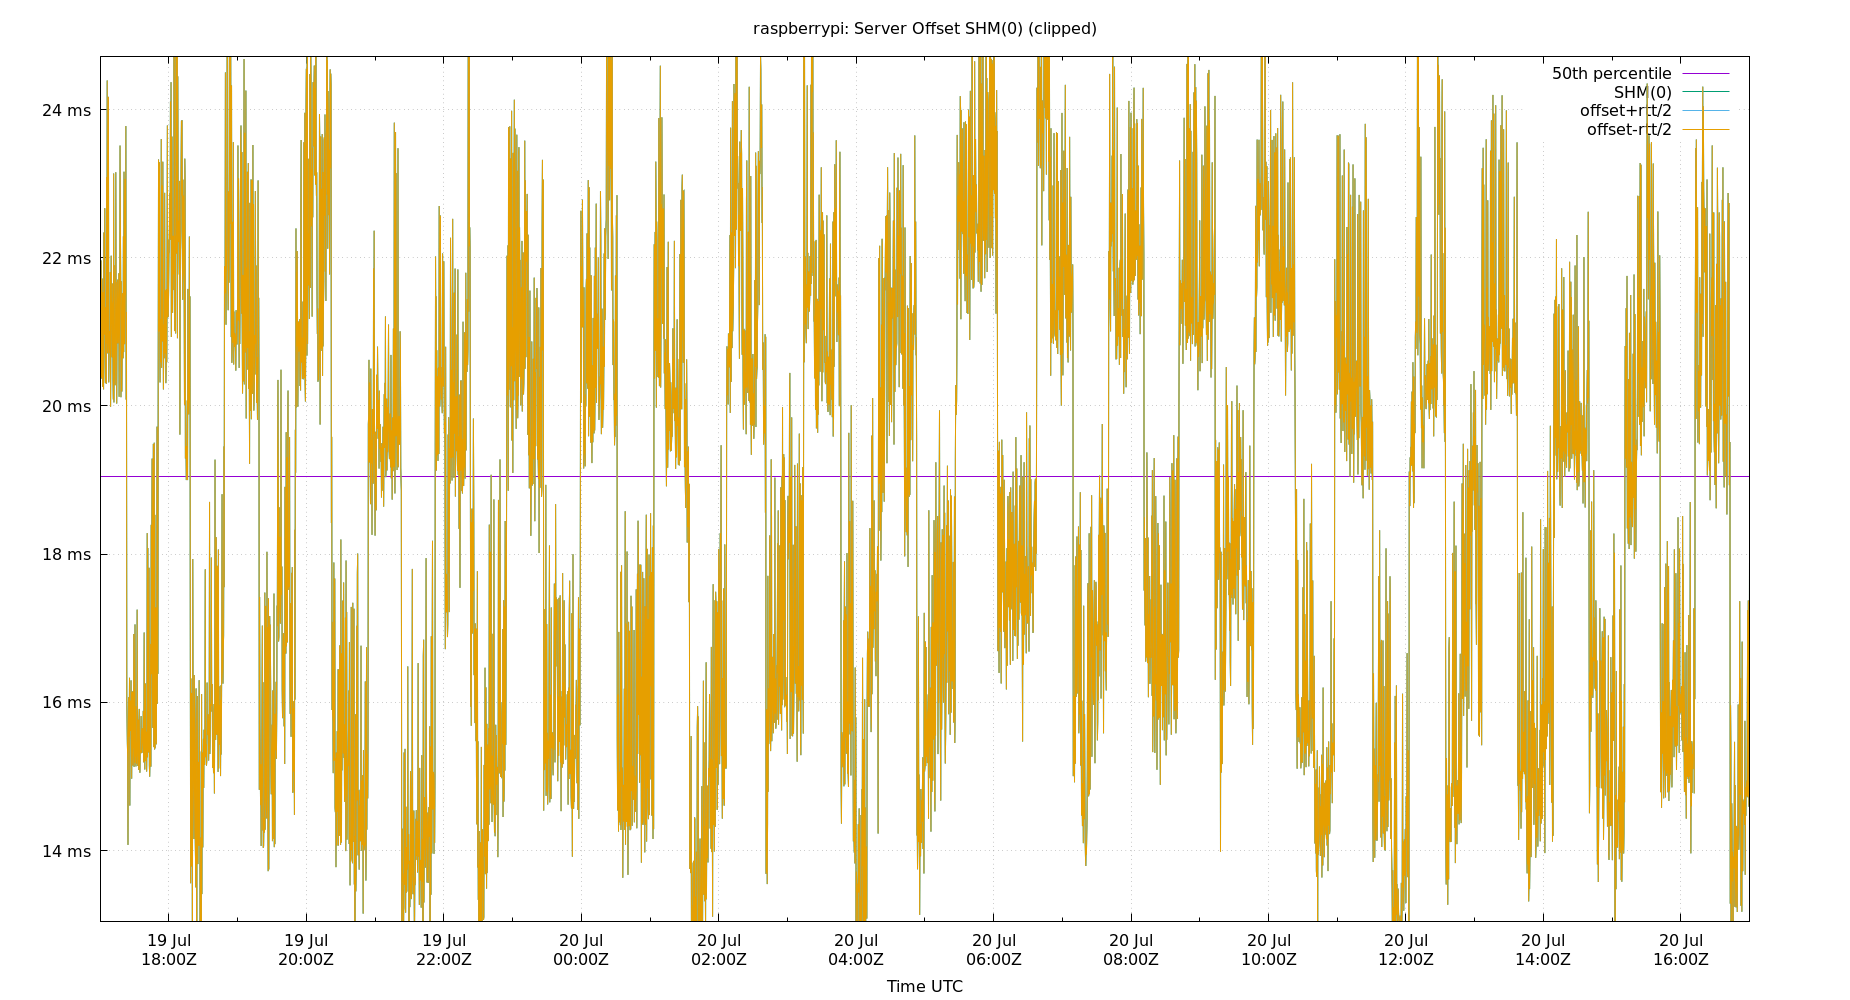 raspberrypi: Server Offset SHM(0) (clipped)
50th percentile
SHM(0)
offset+rtt/2
offset-rtt/2
24 ms
22 ms
20 ms
18 ms
16 ms
14 ms
19 Jul 19 Jul 19 Jul 20 Jul 20 Jul 20 Jul 20 Jul 20 Jul 20 Jul 20 Jul 20 Jul 20 Jul
18:00Z 20:00Z 22:00Z 00:00Z 02:00Z 04:00Z 06:00Z 08:00Z 10:00Z 12:00Z 14:00Z 16:00Z
Time UTC